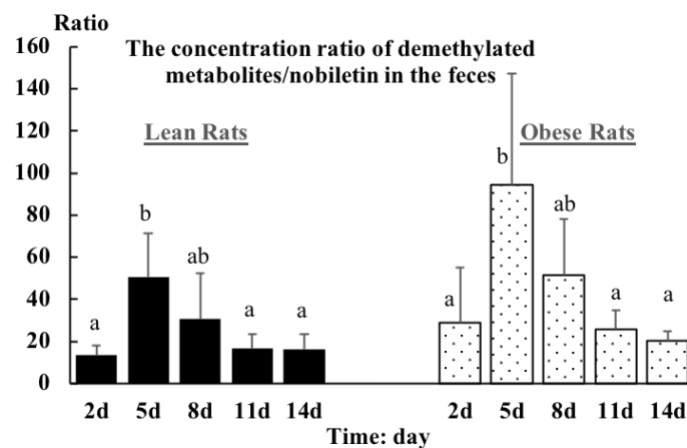 Ratio
The concentration ratio of demethylated
metabolites/nobiletin in the feces
Lean Rats
Obese Rats
160
140
120
100
80
60
40
20
0
a
b
ab
a
a
a
b
ab
a
a
2d 5d 8d 11d 14d 2d 5d 8d 11d 14d
Time: day